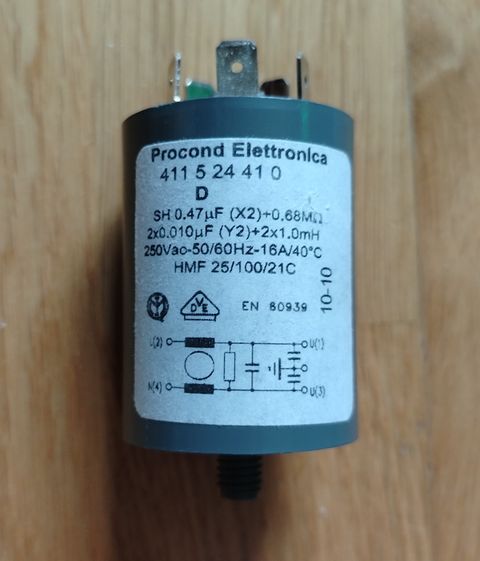 Procond Elettronica
411 5 24 41 0
D
SH 0.47µF (X2)+0.68MΩ
2x0.010µF (Y2)+2x1.0mH
250Vac-50/60Hz-16A/40°C
HMF 25/100/21C
10-10
DVE
EN 60939
L(2)
U(1)
N(4)
U(3)